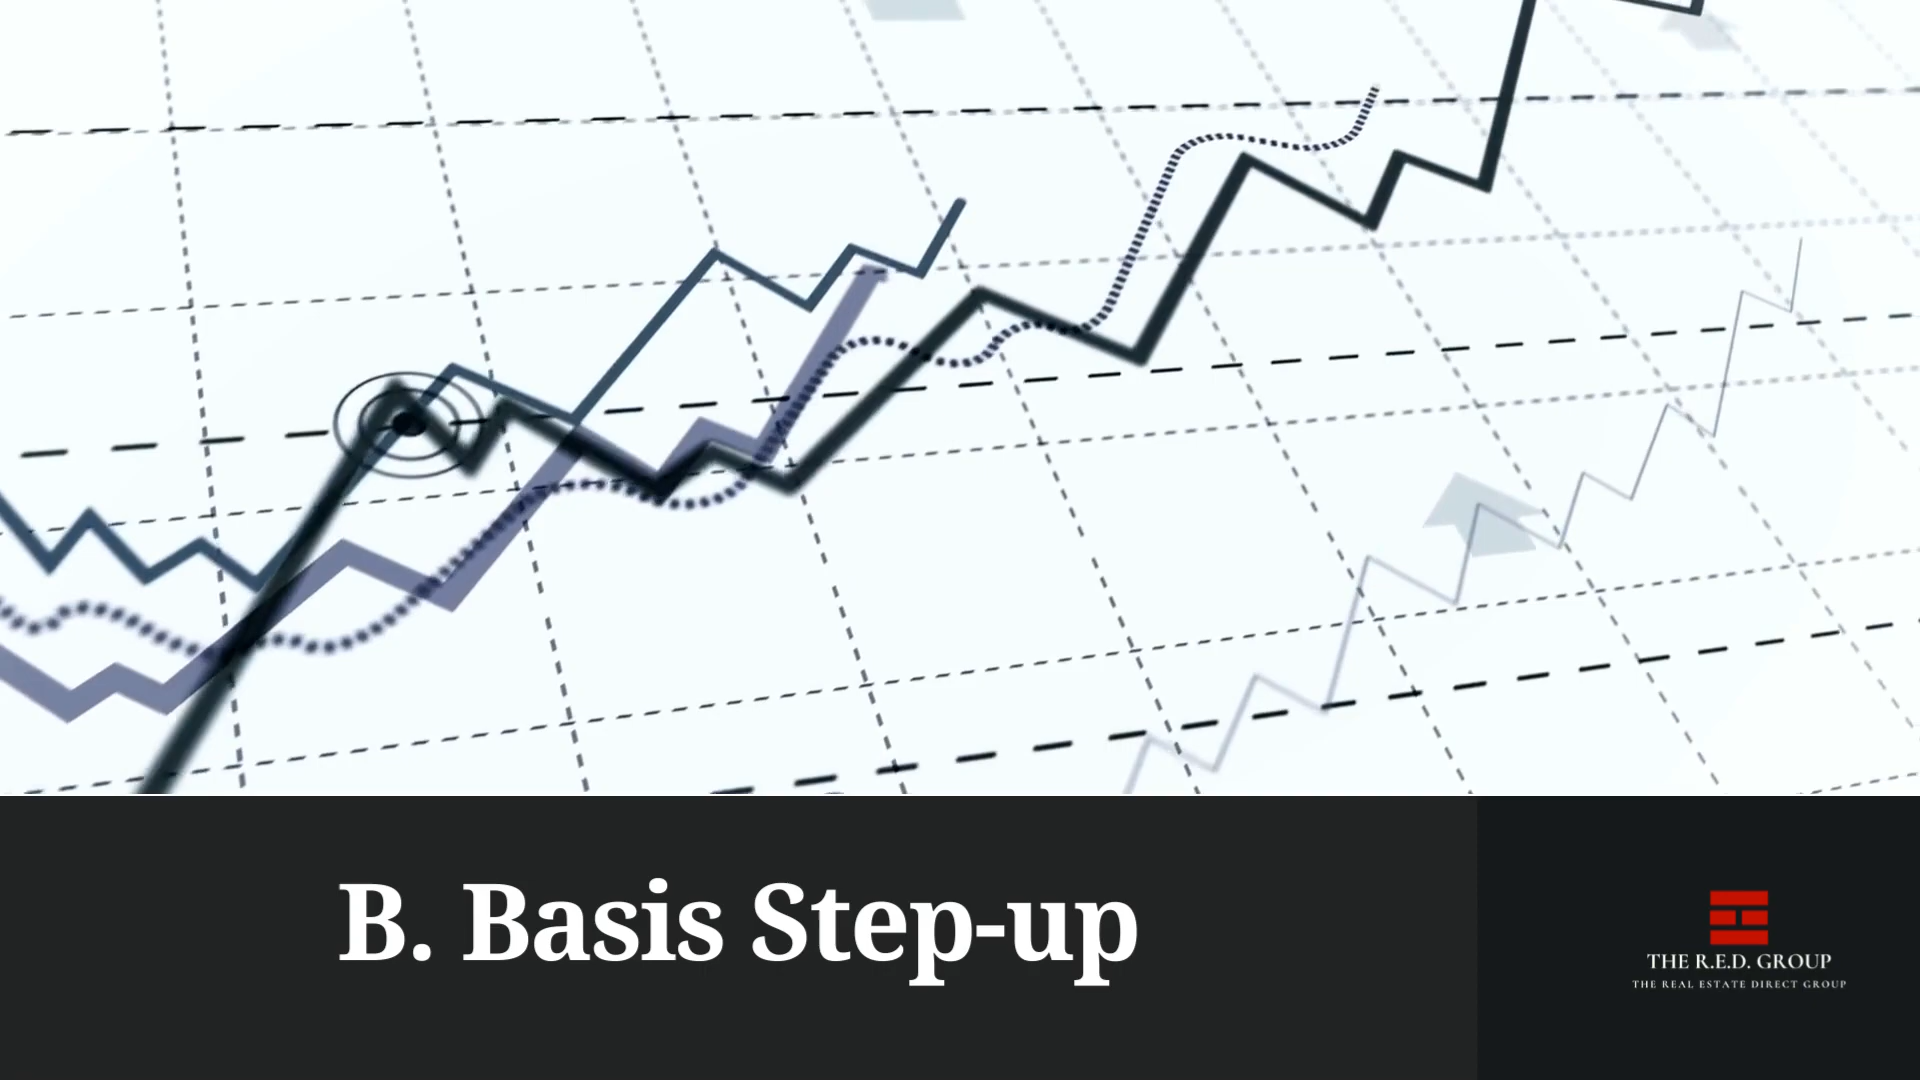 B. Basis Step-up
THE R.E.D. GROUP
THE REAL ESTATE DIRECT GROUP